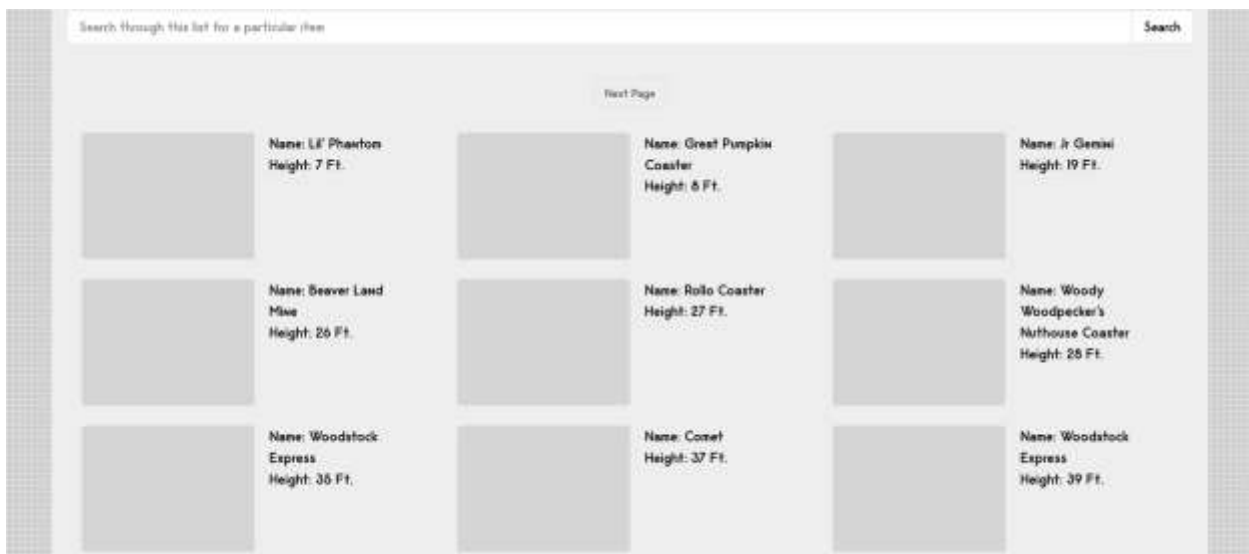 Search through this list for a particular item
Search
Next Page
Name: Lil' Phantom
Height: 7 Ft.
Name: Great Pumpkin
Coaster
Height: 8 Ft.
Name: Jr Gemini
Height: 19 Ft.
Name: Beaver Land
Mine
Height: 26 Ft.
Name: Rollo Coaster
Height: 27 Ft.
Name: Woody
Woodpecker's
Nuthouse Coaster
Height: 28 Ft.
Name: Woodstock
Express
Height: Ft.
Name: Comet
Height: 37 Ft.
Name: Woodstock
Express
Height: 39 Ft.